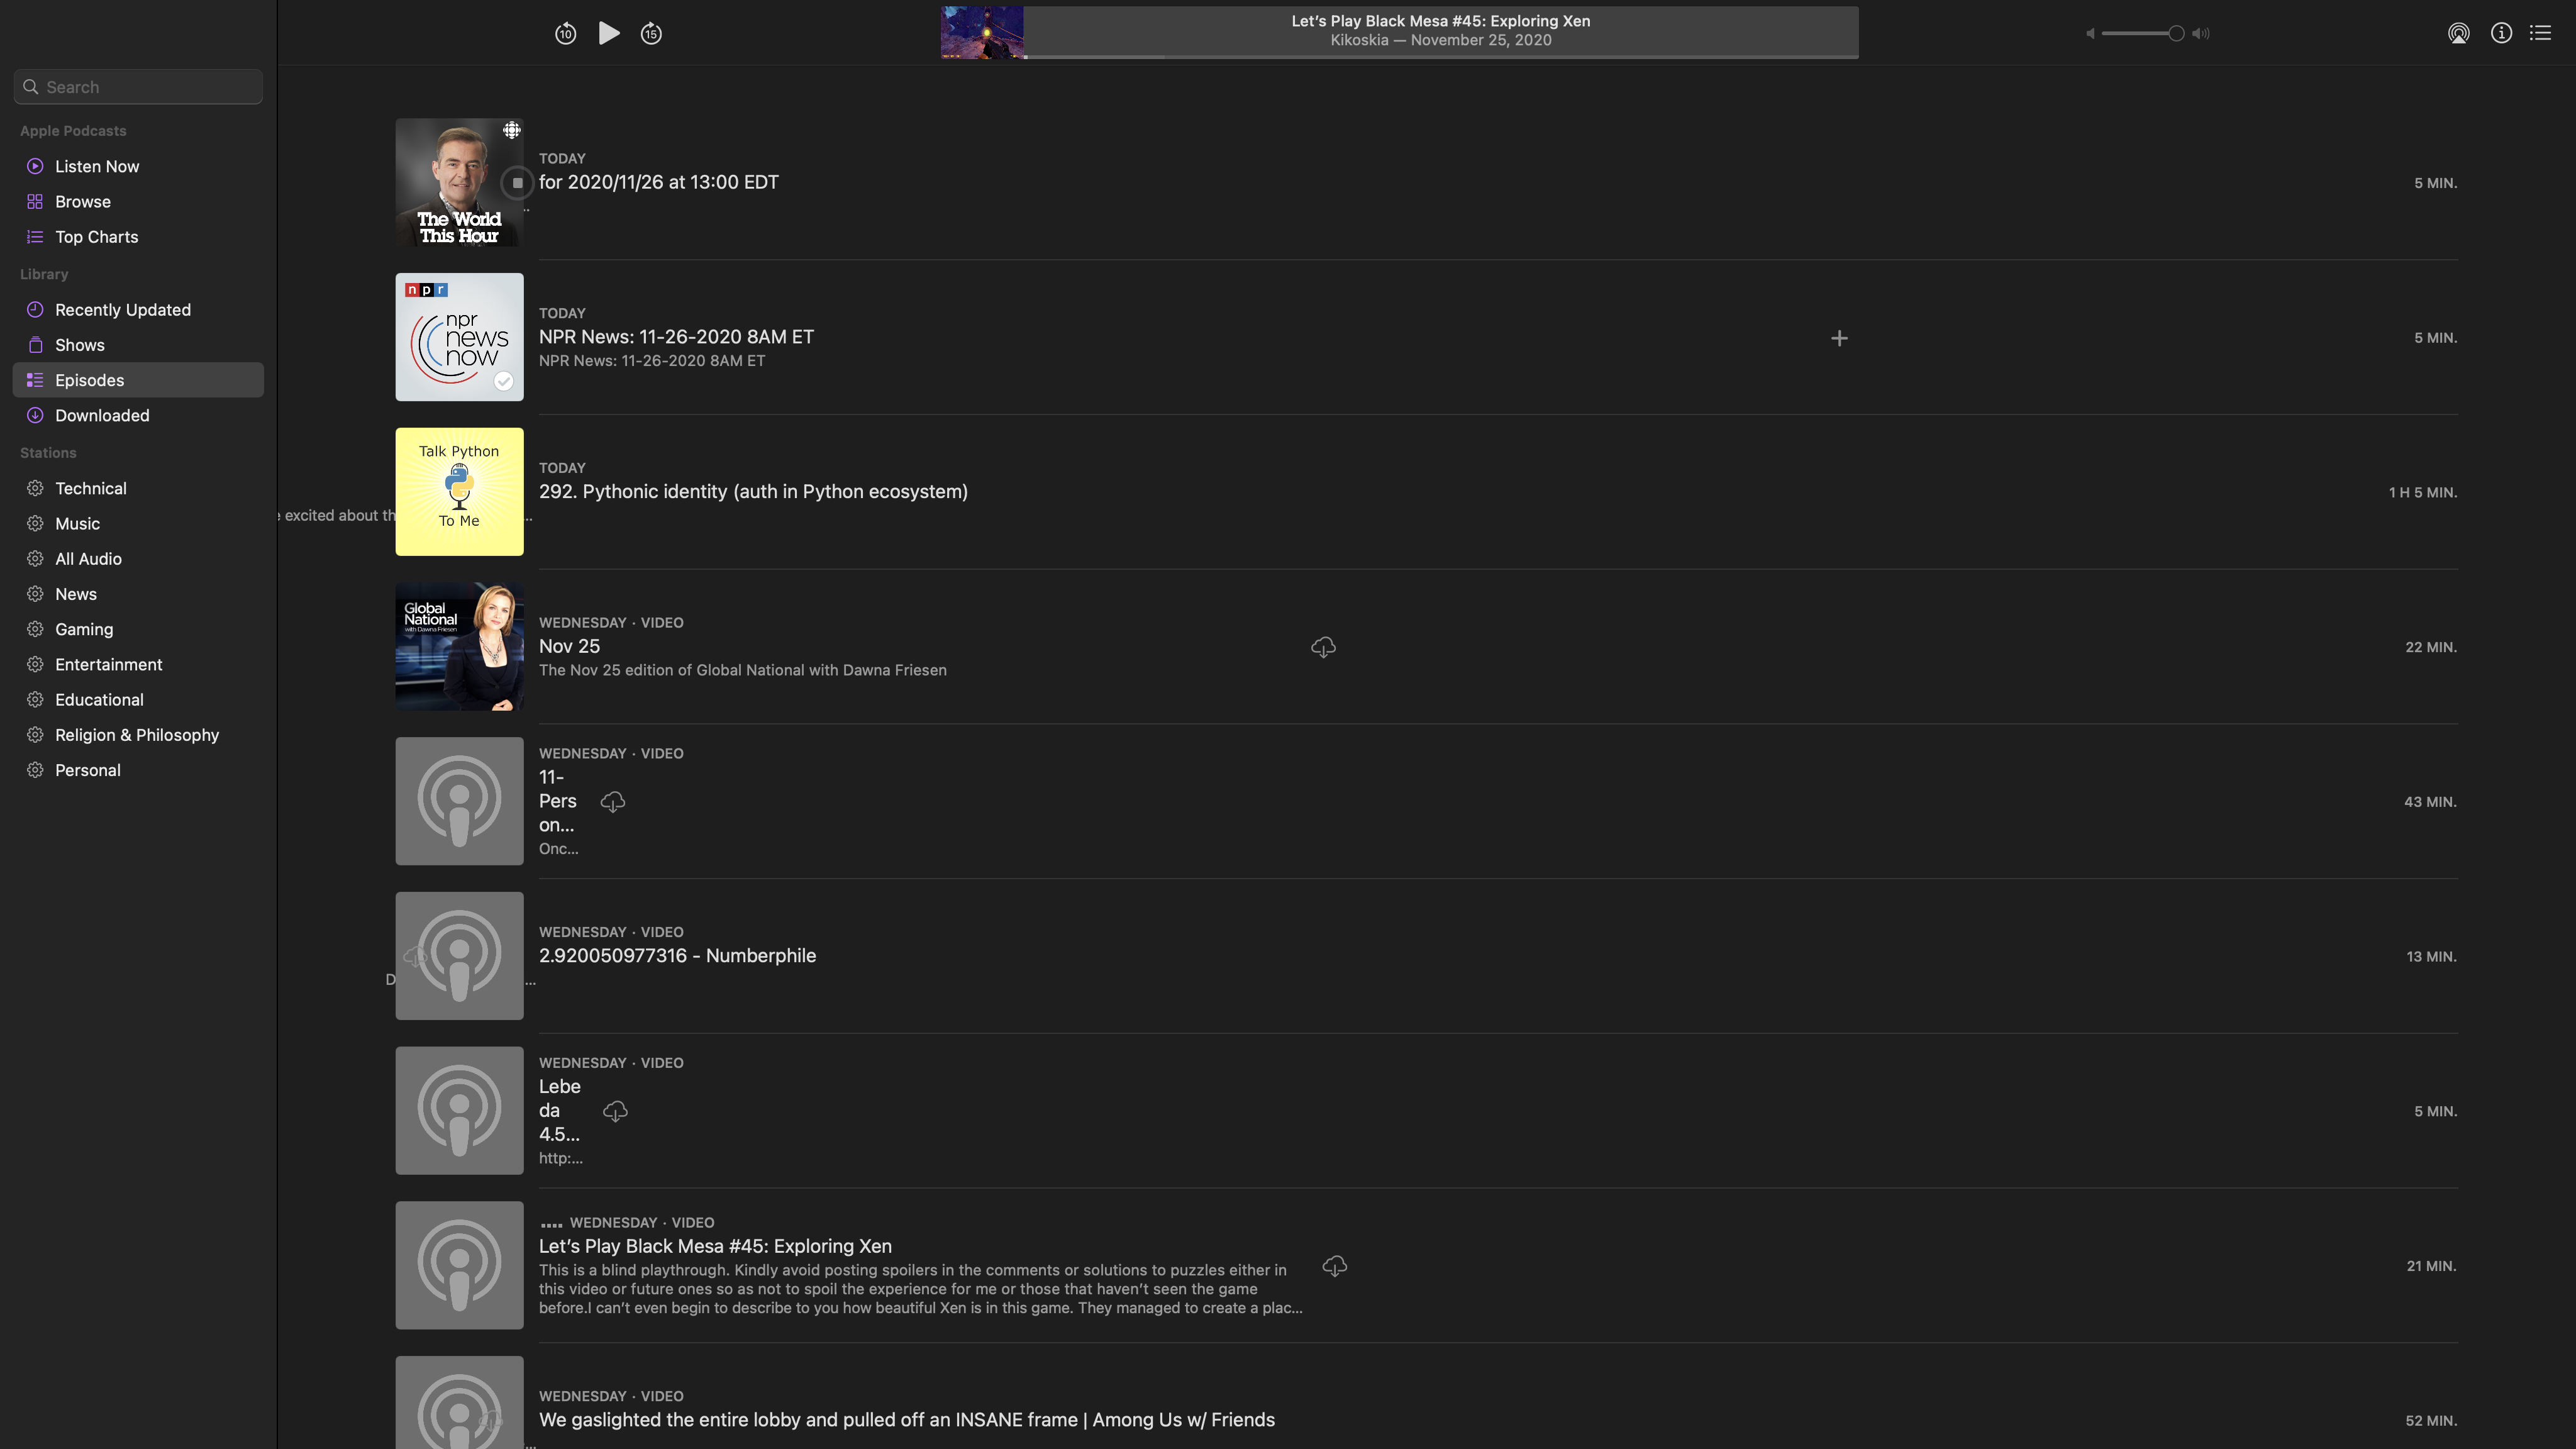 10
15
Let's Play Black Mesa #45: Exploring Xen
Kikoskia — November 25, 2020
Search
Apple Podcasts
Listen Now
Browse
Top Charts
Library
Recently Updated
Shows
Episodes
Downloaded
Stations
Technical
Music
All Audio
News
Gaming
Entertainment
Educational
Religion & Philosophy
Personal
The World
This Hour
TODAY
for 2020/11/26 at 13:00 EDT
5 MIN.
npr
npr
news
now
TODAY
NPR News: 11-26-2020 8AM ET
NPR News: 11-26-2020 8AM ET
5 MIN.
Talk Python
To Me
TODAY
292. Pythonic identity (auth in Python ecosystem)
excited about th
...
1 H 5 MIN.
Global
National
with Dawna Friesen
WEDNESDAY · VIDEO
Nov 25
The Nov 25 edition of Global National with Dawna Friesen
22 MIN.
WEDNESDAY · VIDEO
11-
Pers
on...
Onc...
43 MIN.
WEDNESDAY · VIDEO
2.920050977316 - Numberphile
D
...
13 MIN.
WEDNESDAY · VIDEO
Lebe
da
4.5...
http:...
5 MIN.
WEDNESDAY · VIDEO
Let's Play Black Mesa #45: Exploring Xen
This is a blind playthrough. Kindly avoid posting spoilers in the comments or solutions to puzzles either in
this video or future ones so as not to spoil the experience for me or those that haven't seen the game
before.I can't even begin to describe to you how beautiful Xen is in this game. They managed to create a plac...
21 MIN.
WEDNESDAY · VIDEO
We gaslighted the entire lobby and pulled off an INSANE frame | Among Us w/ Friends
52 MIN.